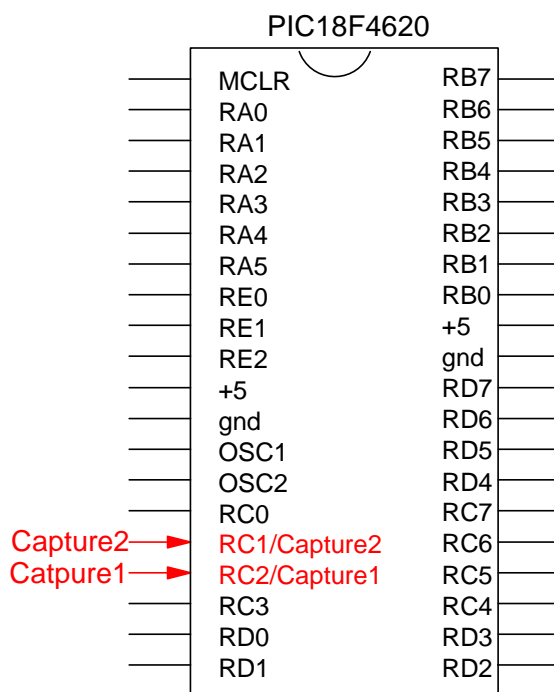 PIC18F4620
MCLR RB7
RA0 RB6
RA1 RB5
RA2 RB4
RA3 RB3
RA4 RB2
RA5 RB1
RE0 RB0
RE1 +5
RE2 gnd
+5 RD7
gnd RD6
OSC1 RD5
OSC2 RD4
RC0 RC7
Capture2 RC1/Capture2 RC6
Catpure1 RC2/Capture1 RC5
RC3 RC4
RD0 RD3
RD1 RD2